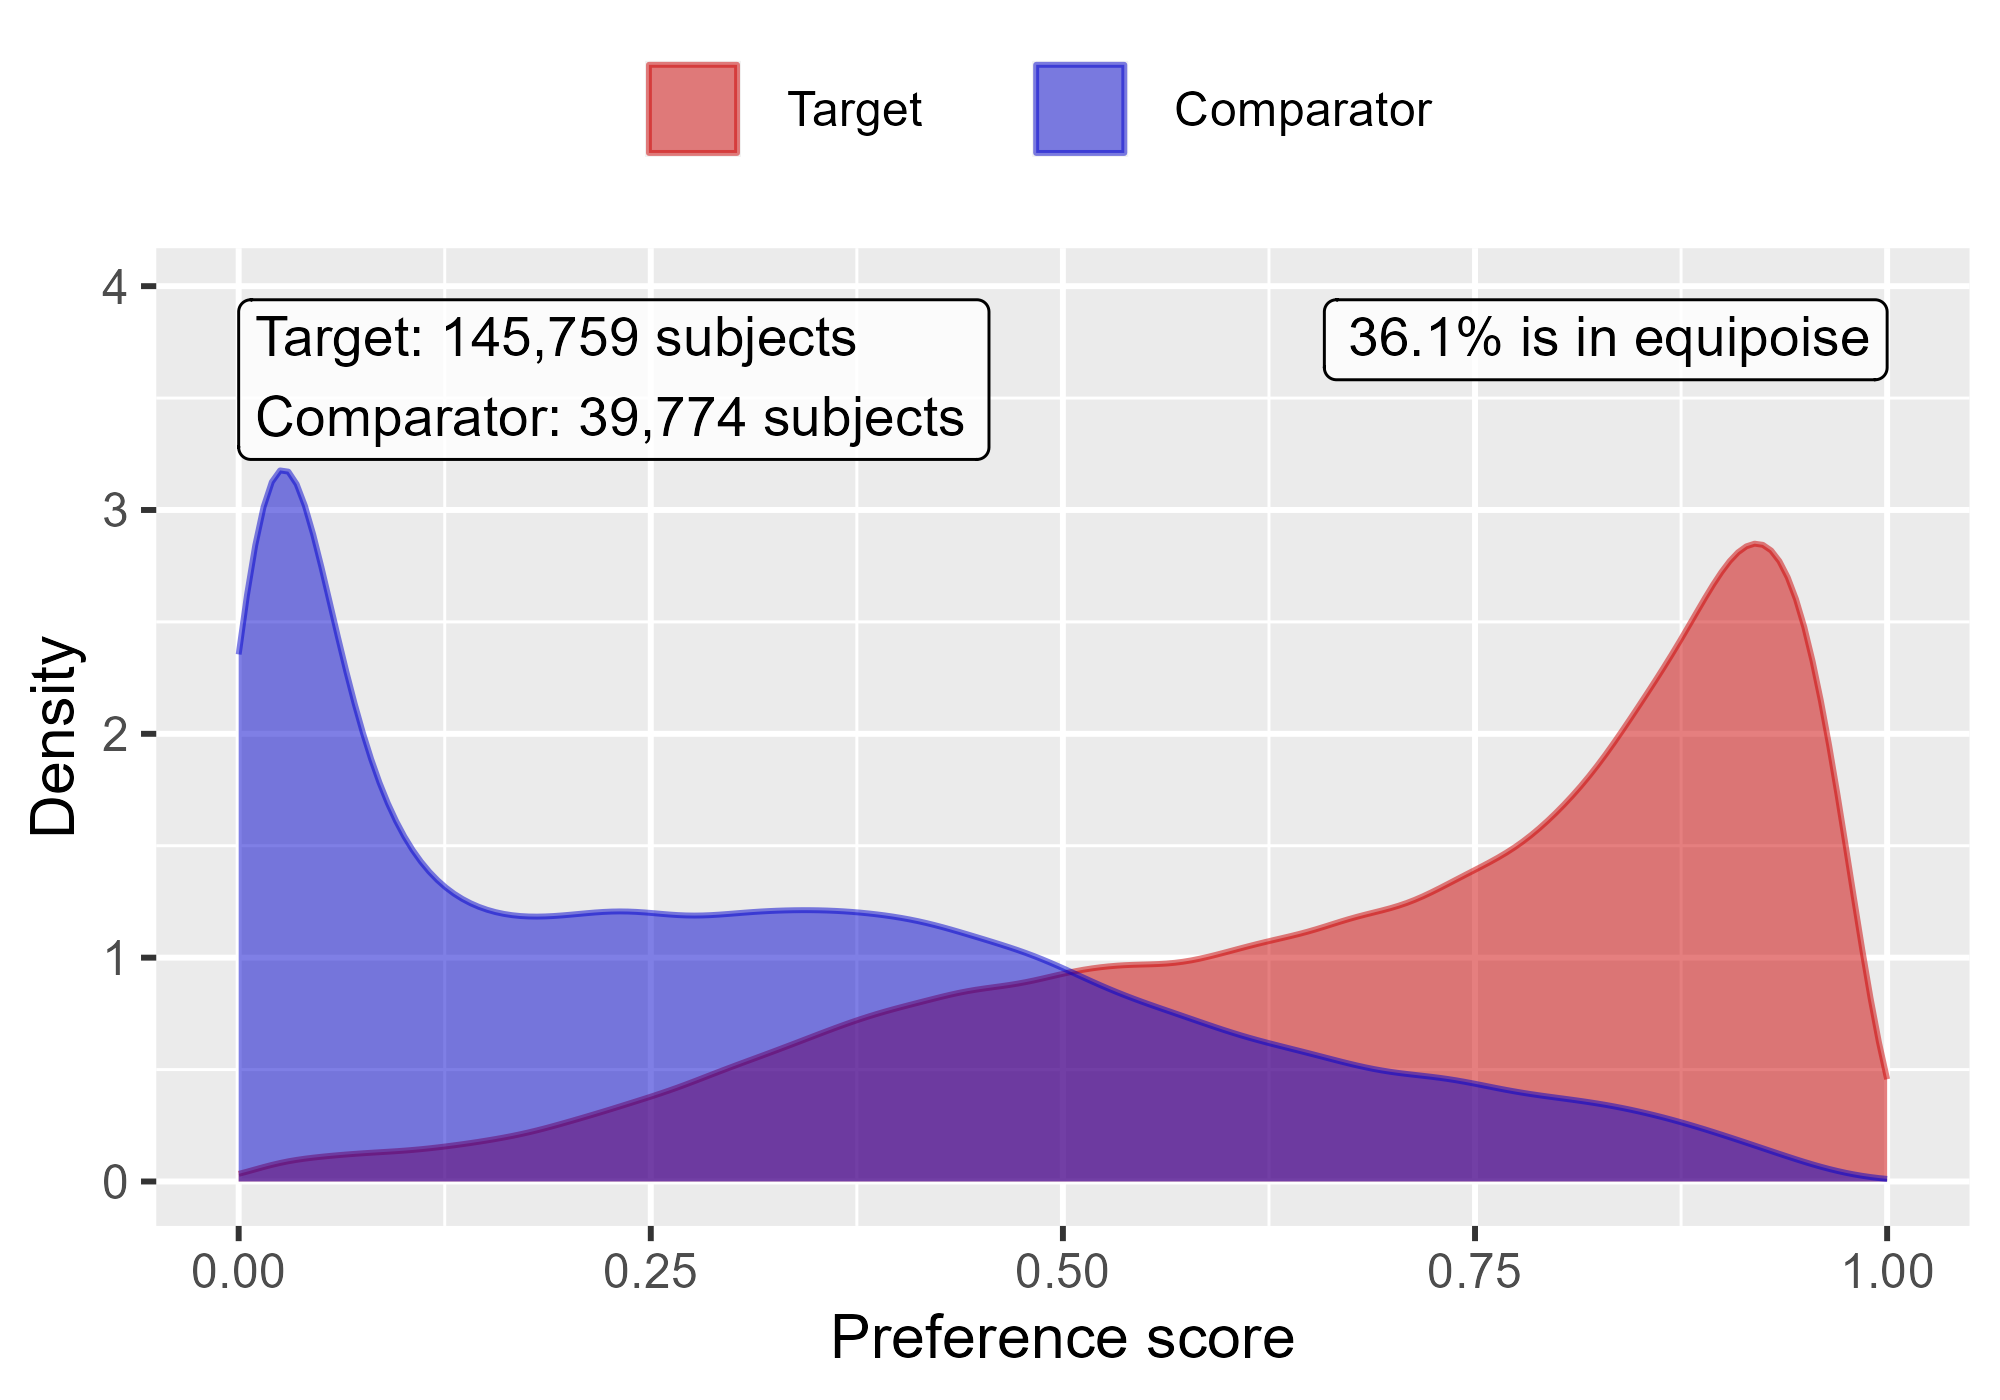 Target
Comparator
Target: 145,759 subjects
Comparator: 39,774 subjects
36.1% is in equipoise
4
3
2
1
0
Density
0.00
0.25
0.50
0.75
1.00
Preference score